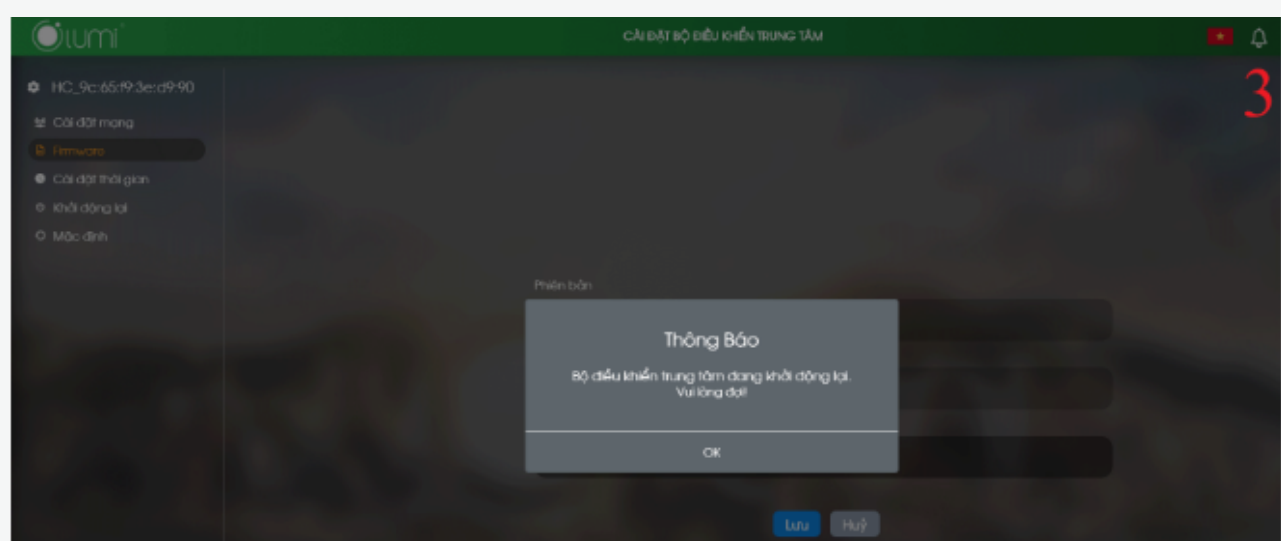 lumi
CÀI ĐẶT BỘ ĐIỀU KHIỂN TRUNG TÂM
3
HC_9c:65:f9:3e:d9:90
Cài đặt mạng
Firmware
Cài đặt thời gian
Khởi động lại
Mặc định
Phiên bản
Thông Báo
Bộ điều khiển trung tâm đang khởi động lại.
Vui lòng đợi!
OK
Lưu
Huỷ